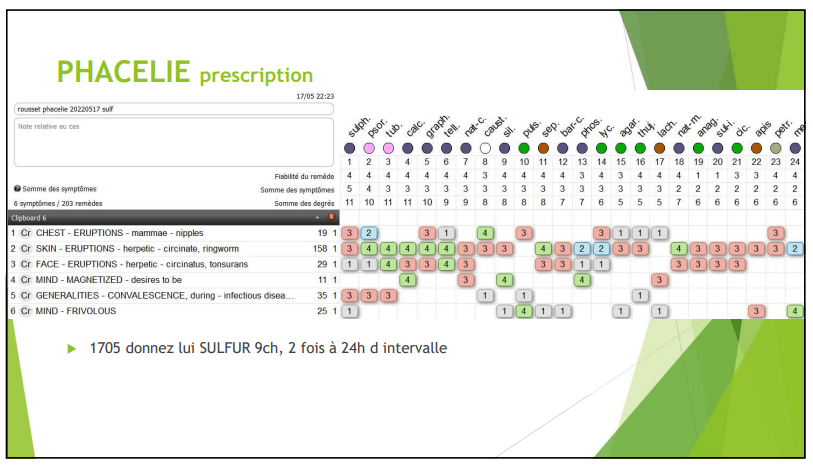 PHACELIE prescription
17/05 22:23
rousset phacelie 20220517 sulf
Note relative au cas
sulph. psor. tub. calc. graph. tell. nat-c. caust. sil. puls. sep. bar-c. phos. lyc. agar. thuj. lach. nat-m. anag. sul-i. cic. apis petr. me
1 2 3 4 5 6 7 8 9 10 11 12 13 14 15 16 17 18 19 20 21 22 23 24
Fiabilité du remède 4 4 4 4 4 4 4 3 4 4 4 4 3 4 3 4 4 4 1 1 3 3 4 4
Somme des symptômes Somme des symptômes 5 4 3 3 3 3 3 3 3 3 3 3 3 3 3 3 3 2 2 2 2 2 2 2
6 symptômes / 203 remèdes Somme des degrés 11 10 11 11 10 9 9 8 8 8 8 7 7 6 5 5 5 7 6 6 6 6 6 6
Clipboard 6
1 Cr CHEST - ERUPTIONS - mammae - nipples 19 1 3 2 3 1 4 3 3 1 1 1 3
2 Cr SKIN - ERUPTIONS - herpetic - circinate, ringworm 158 1 3 4 4 4 4 4 3 3 3 4 3 2 2 3 3 4 3 3 3 3 3 2
3 Cr FACE - ERUPTIONS - herpetic - circinatus, tonsurans 29 1 1 1 4 3 3 4 3 3 3 1 1 3 3 3 3
4 Cr MIND - MAGNETIZED - desires to be 11 1 4 3 4 4 3
5 Cr GENERALITIES - CONVALESCENCE, during - infectious disea... 35 1 3 3 3 1 1 1
6 Cr MIND - FRIVOLOUS 25 1 1 1 4 1 1 1 1 3 4
1705 donnez lui SULFUR 9ch, 2 fois à 24h d intervalle